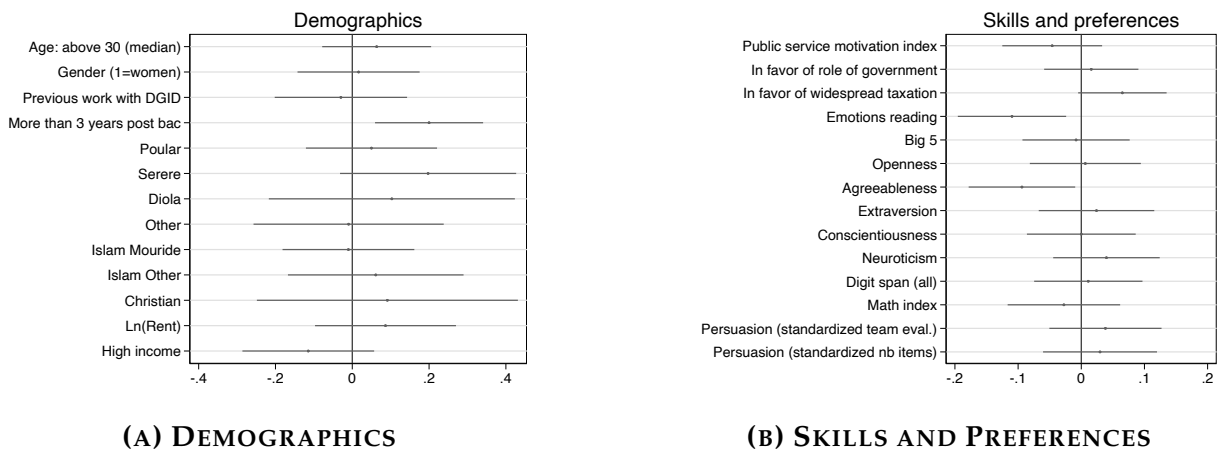 Demographics
Age: above 30 (median)
Gender (1=women)
Previous work with DGID
More than 3 years post bac
Poular
Serere
Diola
Other
Islam Mouride
Islam Other
Christian
Ln(Rent)
High income
-.4 -.2 0 .2 .4
(A) DEMOGRAPHICS
Skills and preferences
Public service motivation index
In favor of role of government
In favor of widespread taxation
Emotions reading
Big 5
Openness
Agreeableness
Extraversion
Conscientiousness
Neuroticism
Digit span (all)
Math index
Persuasion (standardized team eval.)
Persuasion (standardized nb items)
-.2 -.1 0 .1 .2
(B) SKILLS AND PREFERENCES